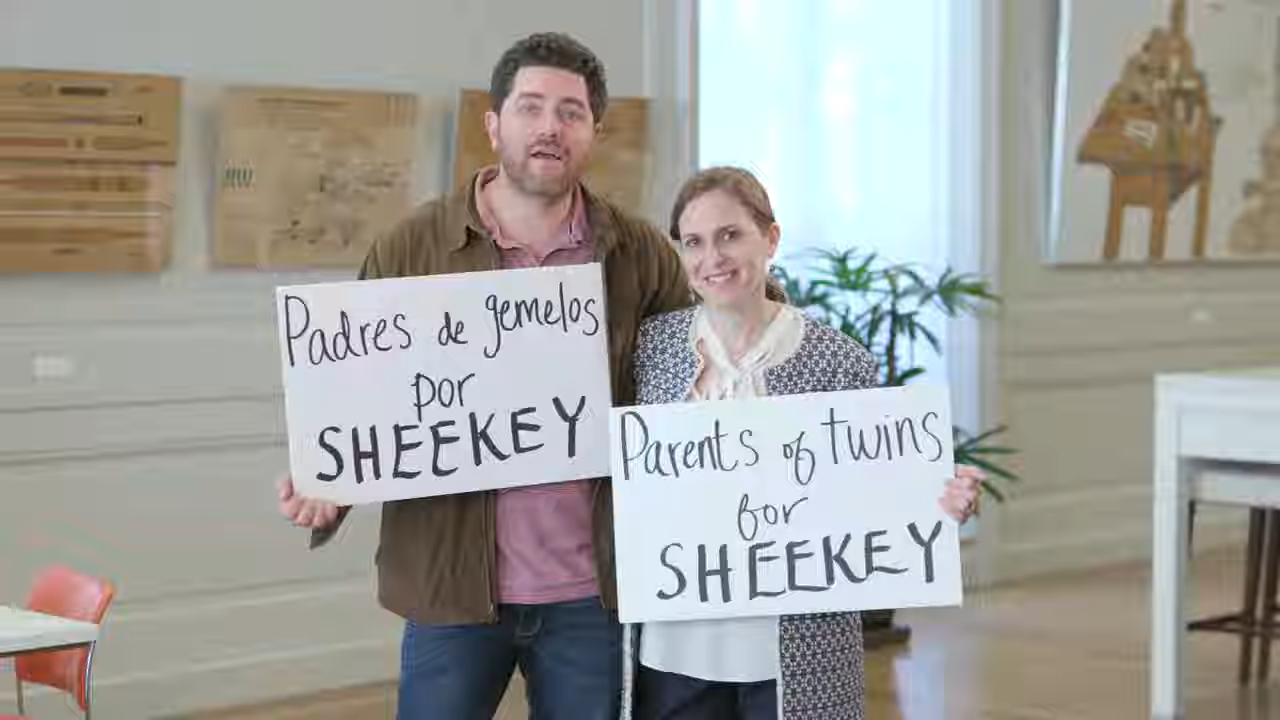 Padres de gemelos
por
SHEEKEY
Parents of twins
for
SHEEKEY